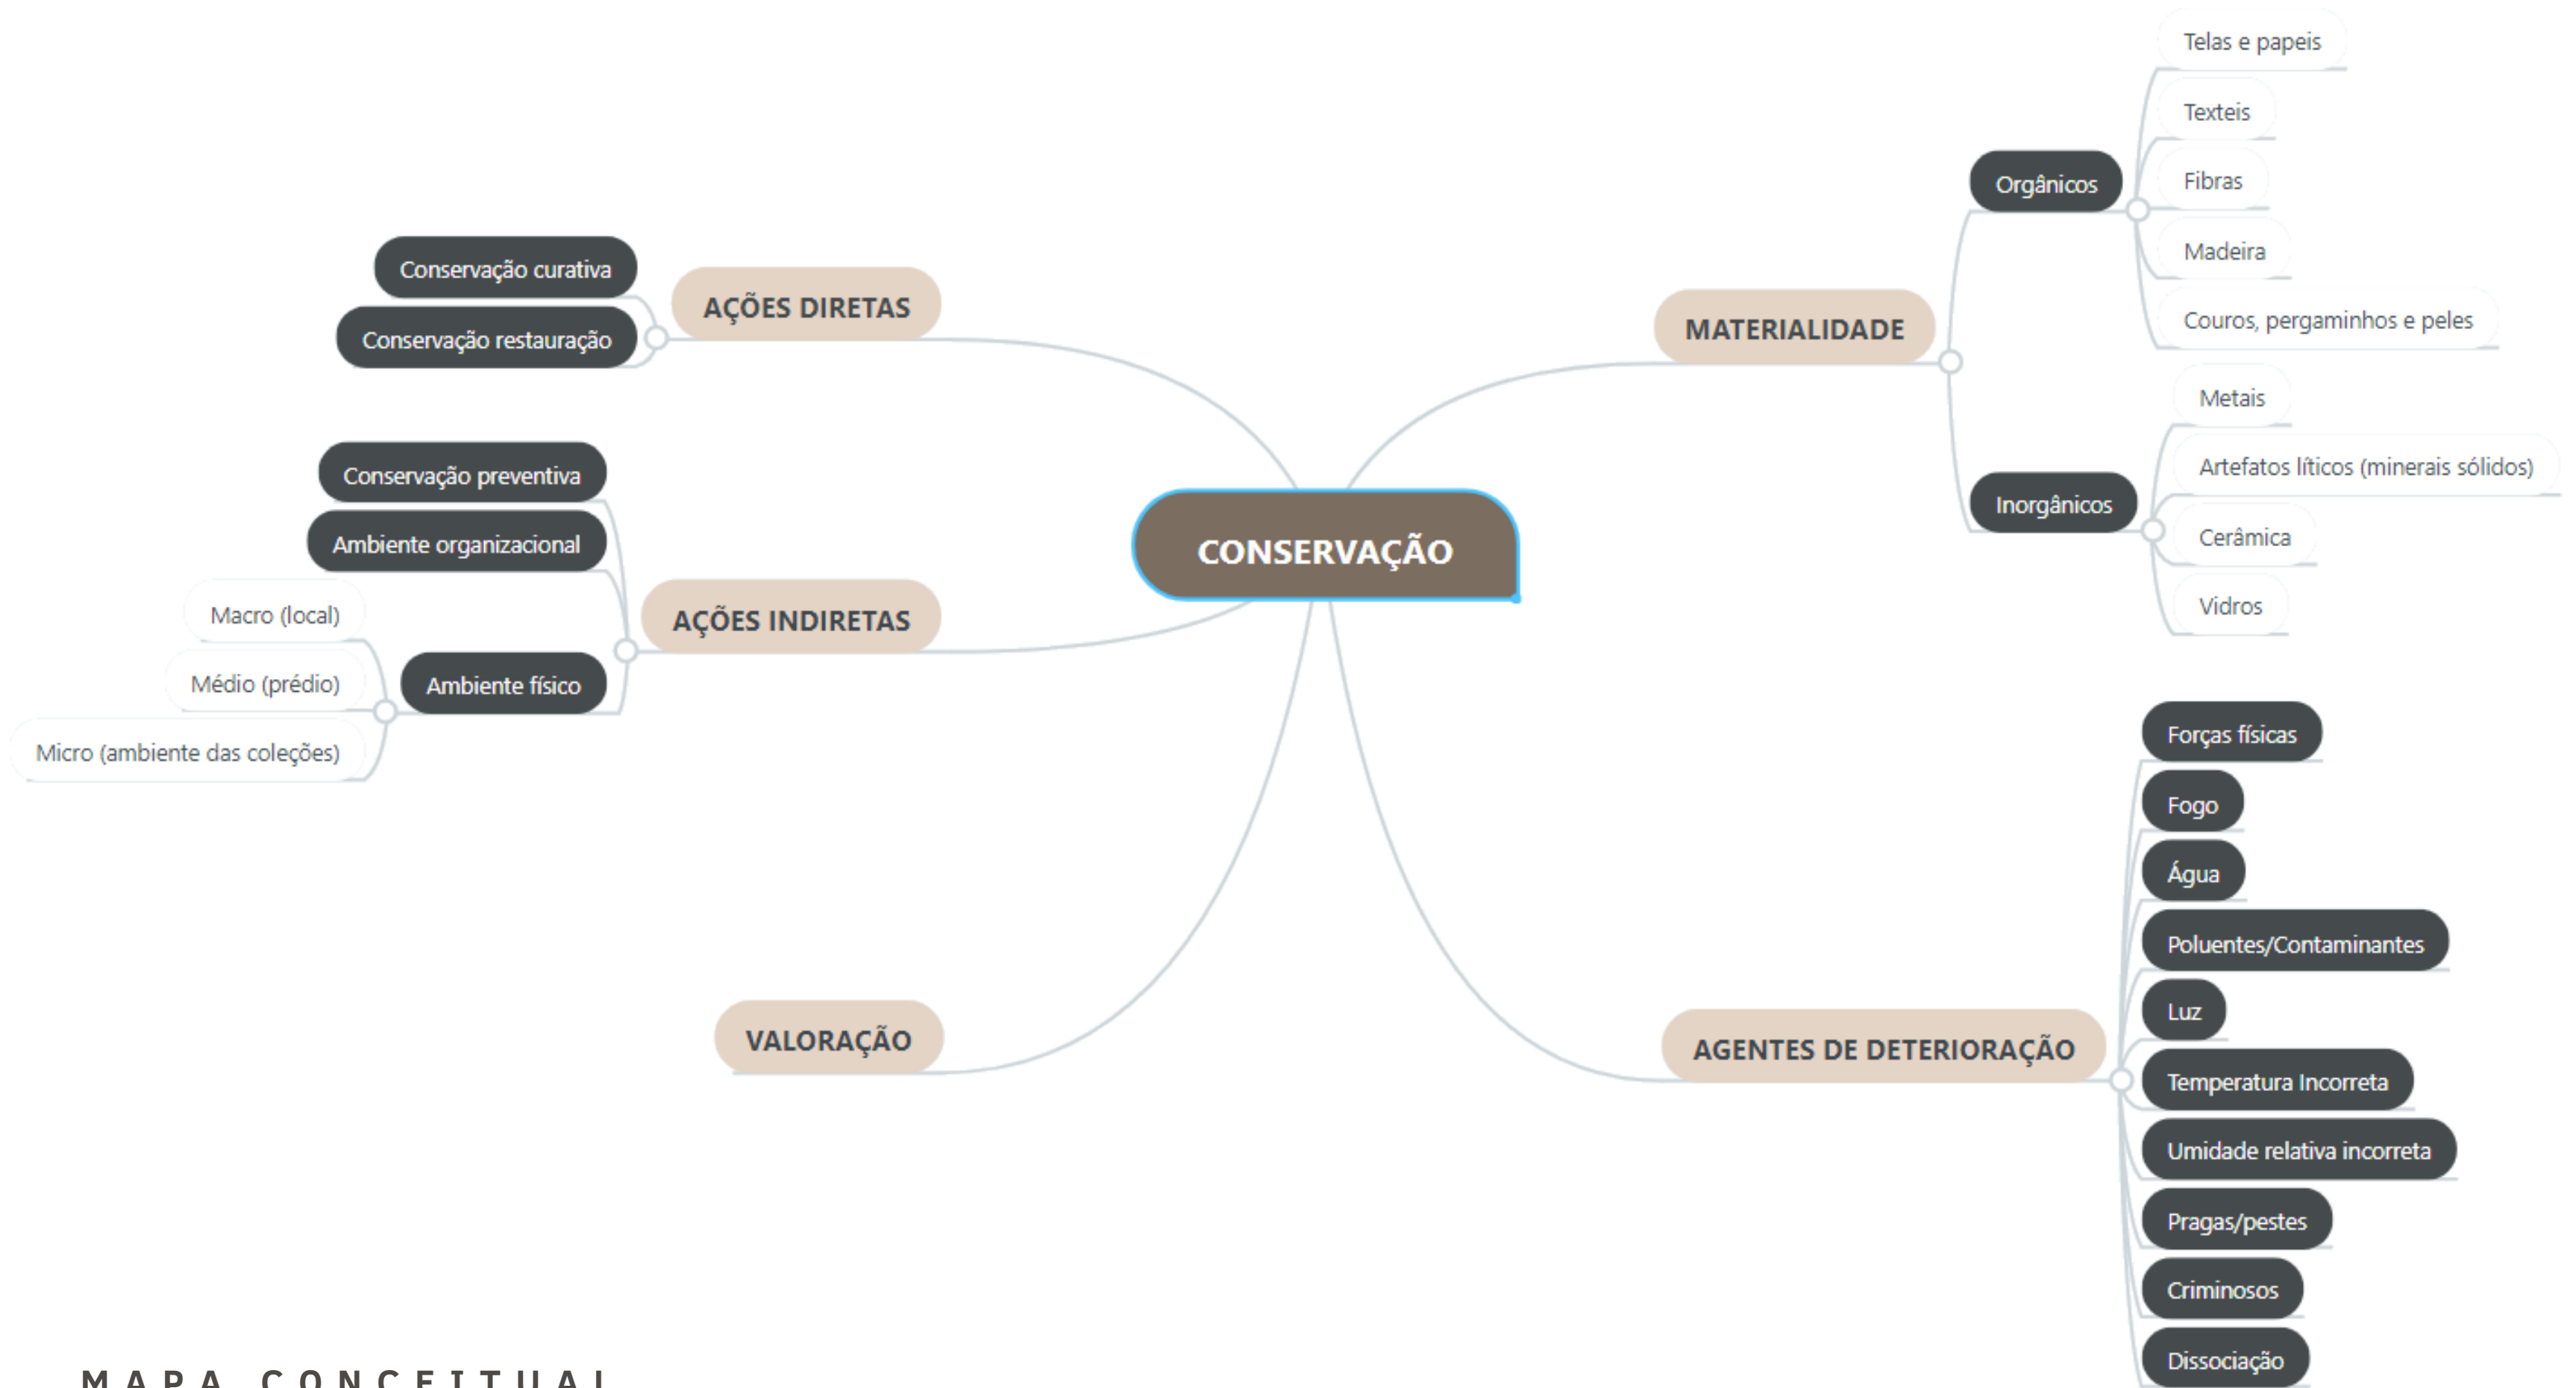 Telas e papeis
Texteis
Fibras
Madeira
Couros, pergaminhos e peles
Orgânicos
MATERIALIDADE
Metais
Artefatos líticos (minerais sólidos)
Cerâmica
Vidros
Inorgânicos
Conservação curativa
Conservação restauração
AÇÕES DIRETAS
Conservação preventiva
Ambiente organizacional
Macro (local)
Médio (prédio)
Micro (ambiente das coleções)
Ambiente físico
AÇÕES INDIRETAS
CONSERVAÇÃO
VALORAÇÃO
AGENTES DE DETERIORAÇÃO
Forças físicas
Fogo
Água
Poluentes/Contaminantes
Luz
Temperatura Incorreta
Umidade relativa incorreta
Pragas/pestes
Criminosos
Dissociação
MAPA CONCEITUAL